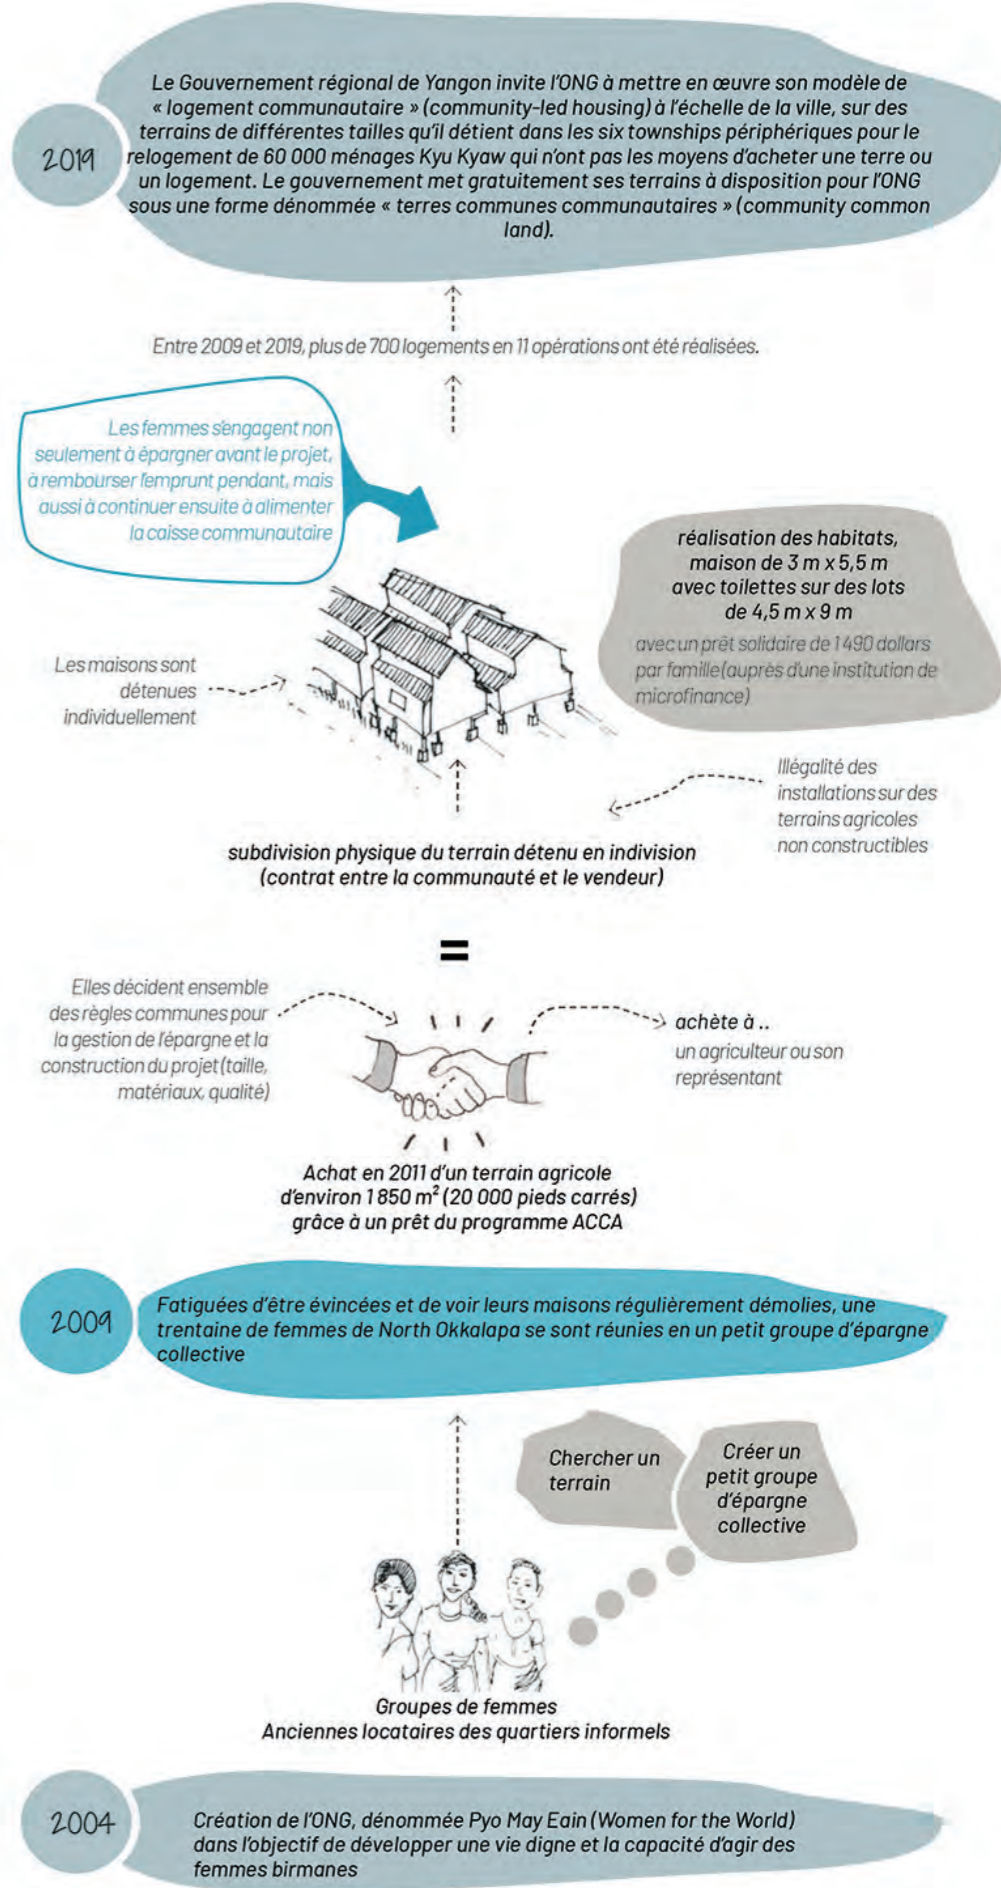 Le Gouvernement régional de Yangon invite l'ONG à mettre en œuvre son modèle de
« logement communautaire » (community-led housing) à l'échelle de la ville, sur des
terrains de différentes tailles qu'il détient dans les six townships périphériques pour le
relogement de 60 000 ménages Kyu Kyaw qui n'ont pas les moyens d'acheter une terre ou
un logement. Le gouvernement met gratuitement ses terrains à disposition pour l'ONG
sous une forme dénommée « terres communes communautaires » (community common
land).
2019
Entre 2009 et 2019, plus de 700 logements en 11 opérations ont été réalisées.
Les femmes s'engagent non
seulement à épargner avant le projet,
à rembourser l'emprunt pendant, mais
aussi à continuer ensuite à alimenter
la caisse communautaire
réalisation des habitats,
maison de 3 m x 5,5 m
avec toilettes sur des lots
de 4,5 m x 9 m
avec un prêt solidaire de 1 490 dollars
par famille (auprès d'une institution de
microfinance)
Les maisons sont
détenues
individuellement
Illégalité des
installations sur des
terrains agricoles
non constructibles
subdivision physique du terrain détenu en indivision
(contrat entre la communauté et le vendeur)
=
Elles décident ensemble
des règles communes pour
la gestion de l'épargne et la
construction du projet (taille,
matériaux, qualité)
achète à ..
un agriculteur ou son
représentant
Achat en 2011 d'un terrain agricole
d'environ 1 850 m² (20 000 pieds carrés)
grâce à un prêt du programme ACCA
2009
Fatiguées d'être évincées et de voir leurs maisons régulièrement démolies, une
trentaine de femmes de North Okkalapa se sont réunies en un petit groupe d'épargne
collective
Chercher un
terrain
Créer un
petit groupe
d'épargne
collective
Groupes de femmes
Anciennes locataires des quartiers informels
2004
Création de l'ONG, dénommée Pyo May Eain (Women for the World)
dans l'objectif de développer une vie digne et la capacité d'agir des
femmes birmanes